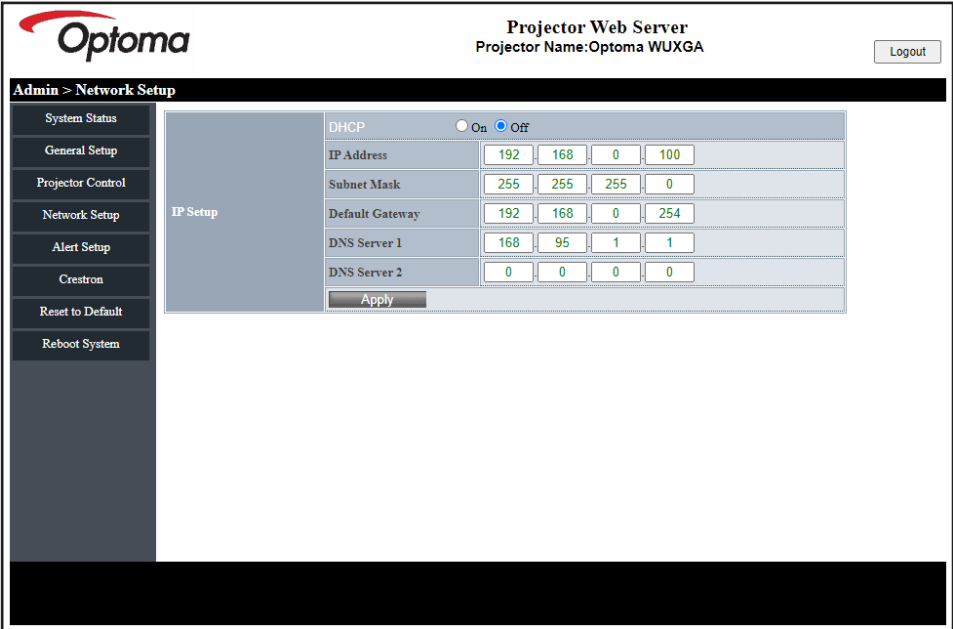 Optoma
Projector Web Server
Projector Name:Optoma WUXGA
Logout
Admin > Network Setup
System Status
General Setup
Projector Control
Network Setup
Alert Setup
Crestron
Reset to Default
Reboot System
IP Setup
DHCP On Off
IP Address 192 . 168 . 0 . 100
Subnet Mask 255 . 255 . 255 . 0
Default Gateway 192 . 168 . 0 . 254
DNS Server 1 168 . 95 . 1 . 1
DNS Server 2 0 . 0 . 0 . 0
Apply